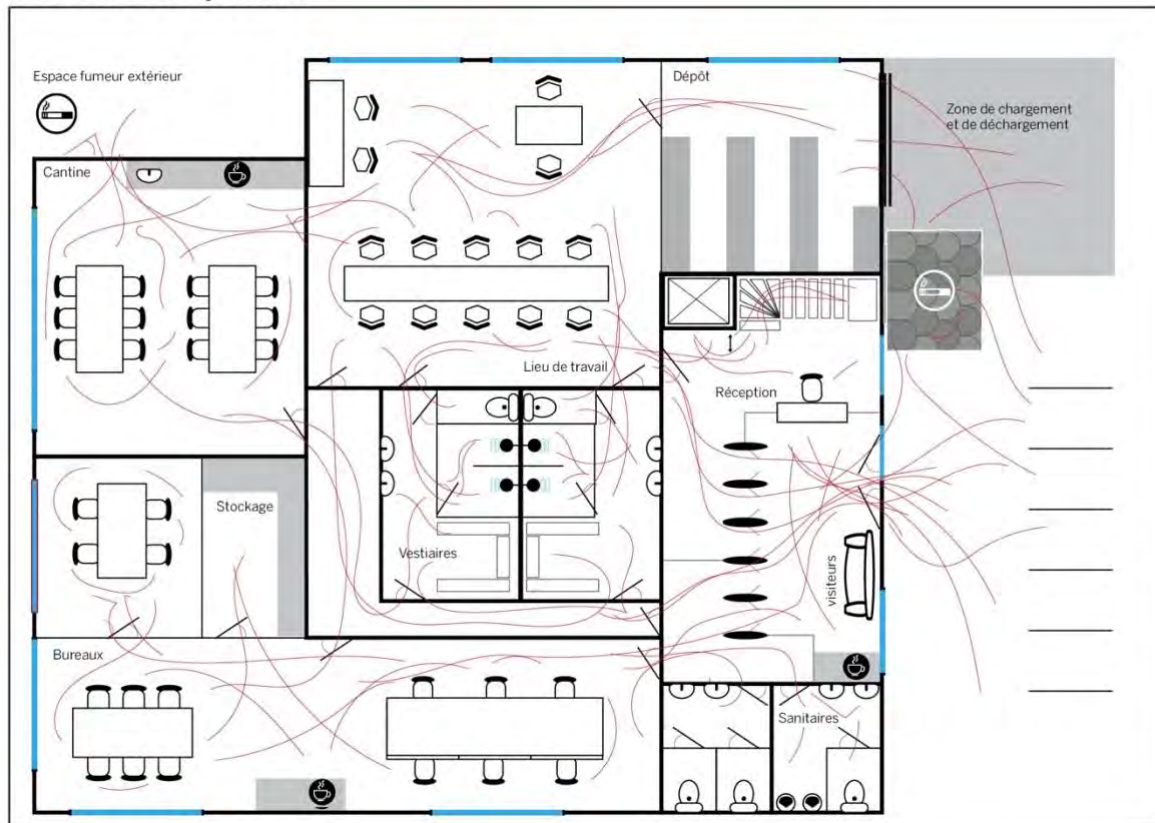 Espace fumeur extérieur
Dépôt
Zone de chargement
et de déchargement
Cantine
Lieu de travail
Réception
Stockage
Vestiaires
visiteurs
Bureaux
Sanitaires